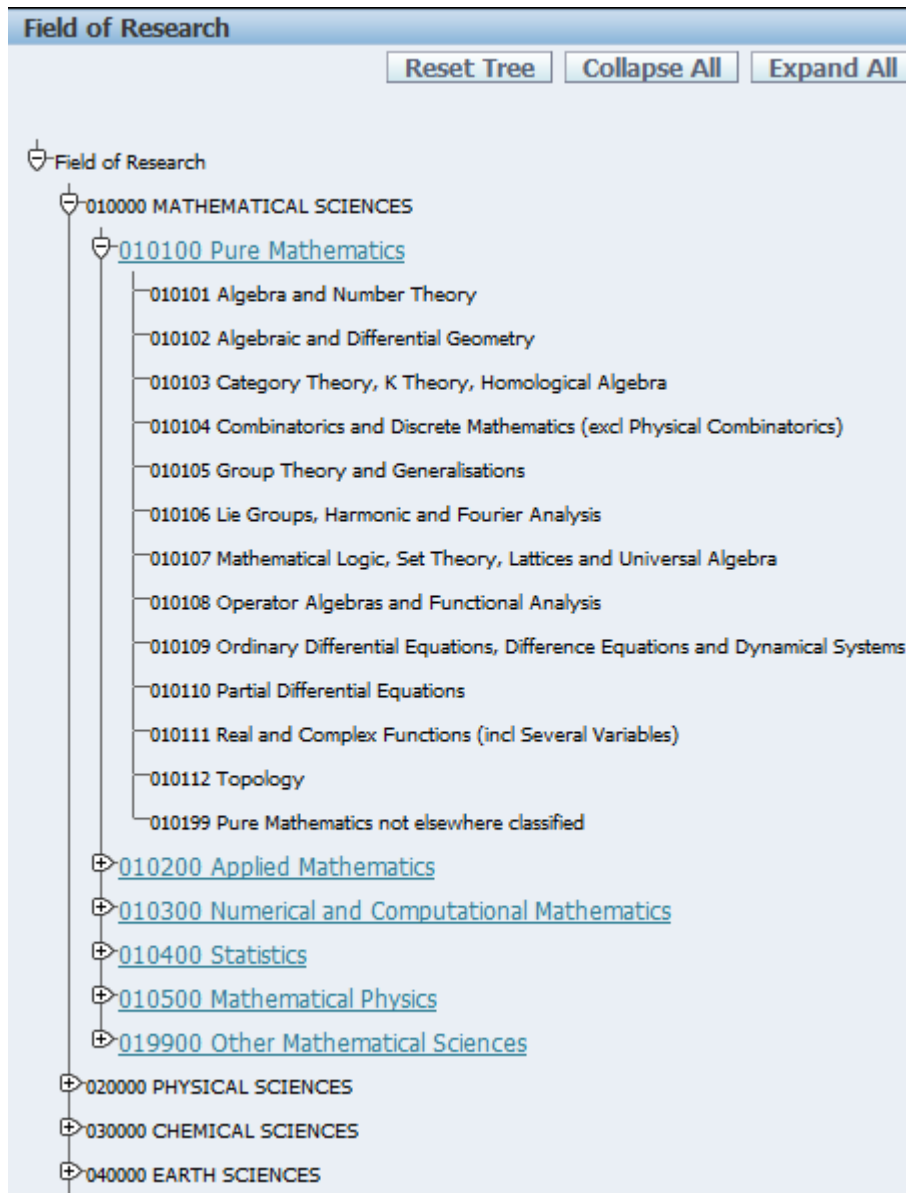 Field of Research
Reset Tree Collapse All Expand All
Field of Research
010000 MATHEMATICAL SCIENCES
010100 Pure Mathematics
010101 Algebra and Number Theory
010102 Algebraic and Differential Geometry
010103 Category Theory, K Theory, Homological Algebra
010104 Combinatorics and Discrete Mathematics (excl Physical Combinatorics)
010105 Group Theory and Generalisations
010106 Lie Groups, Harmonic and Fourier Analysis
010107 Mathematical Logic, Set Theory, Lattices and Universal Algebra
010108 Operator Algebras and Functional Analysis
010109 Ordinary Differential Equations, Difference Equations and Dynamical Systems
010110 Partial Differential Equations
010111 Real and Complex Functions (incl Several Variables)
010112 Topology
010199 Pure Mathematics not elsewhere classified
010200 Applied Mathematics
010300 Numerical and Computational Mathematics
010400 Statistics
010500 Mathematical Physics
019900 Other Mathematical Sciences
020000 PHYSICAL SCIENCES
030000 CHEMICAL SCIENCES
040000 EARTH SCIENCES